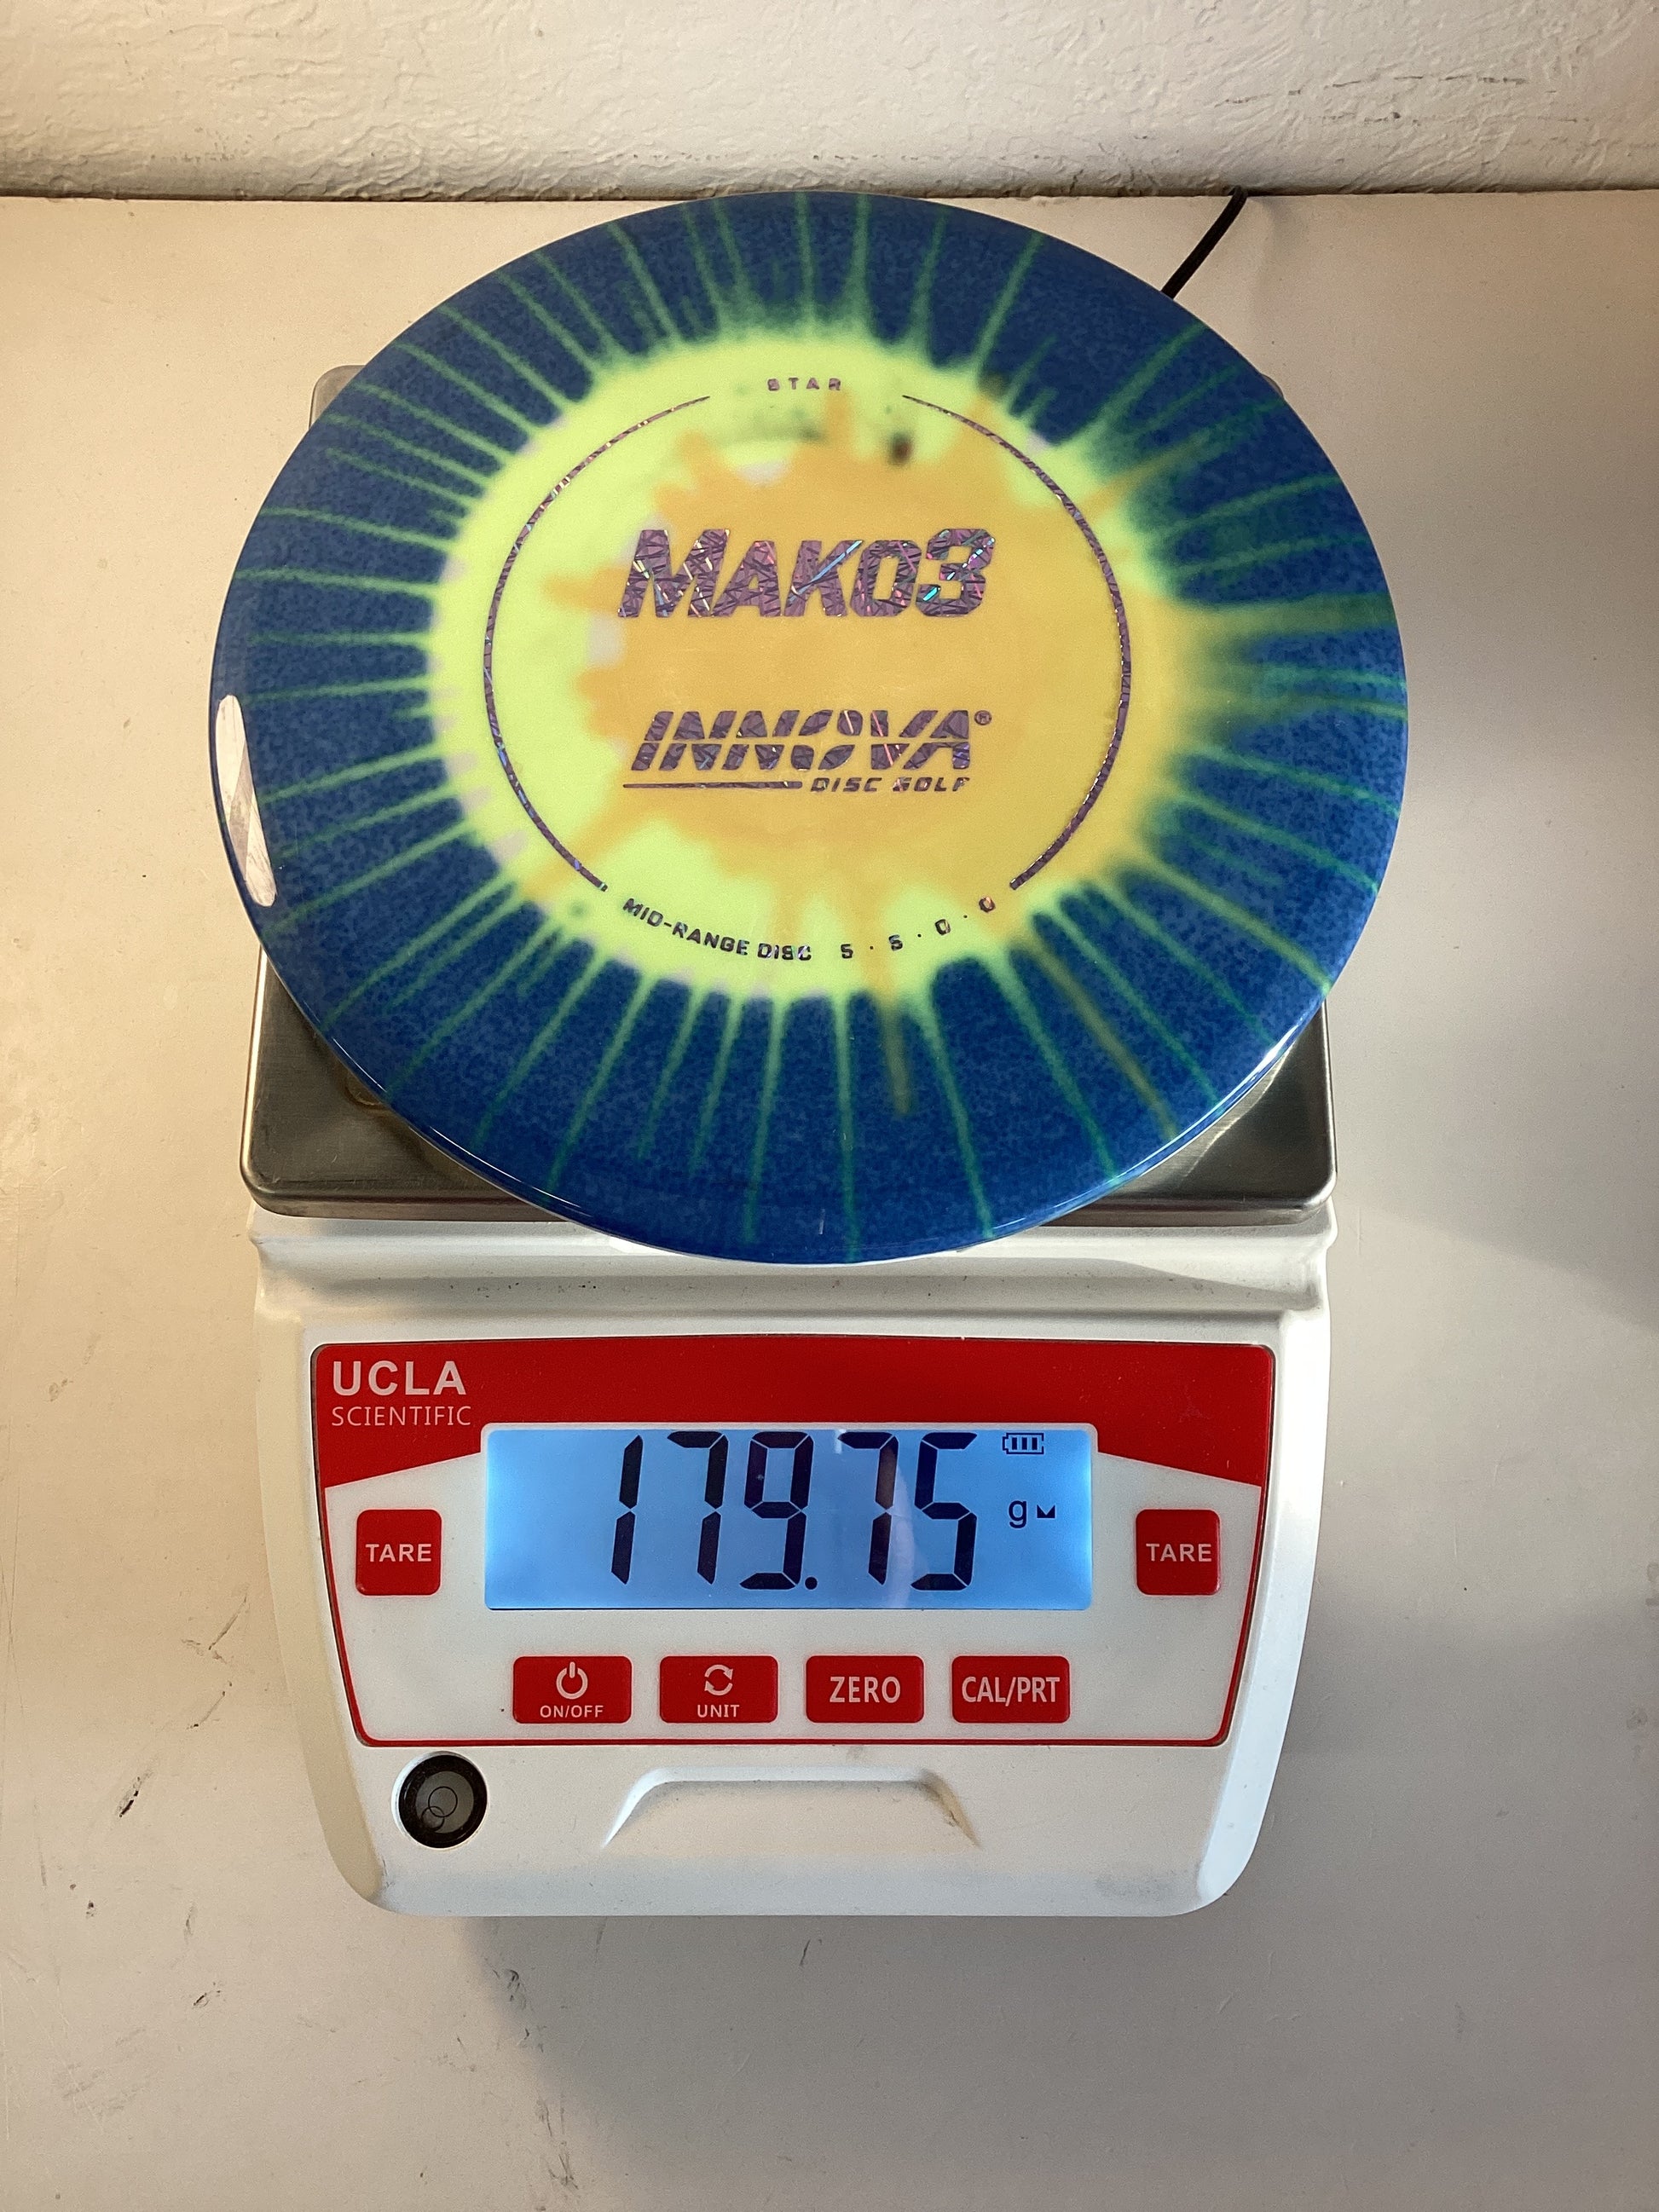 STAR
MAKO3
INNOVA®
DISC GOLF
MID-RANGE DISC 5 · 5 · 0 · 0
UCLA
SCIENTIFIC
179.75 g
TARE
TARE
ON/OFF
UNIT
ZERO
CAL/PRT